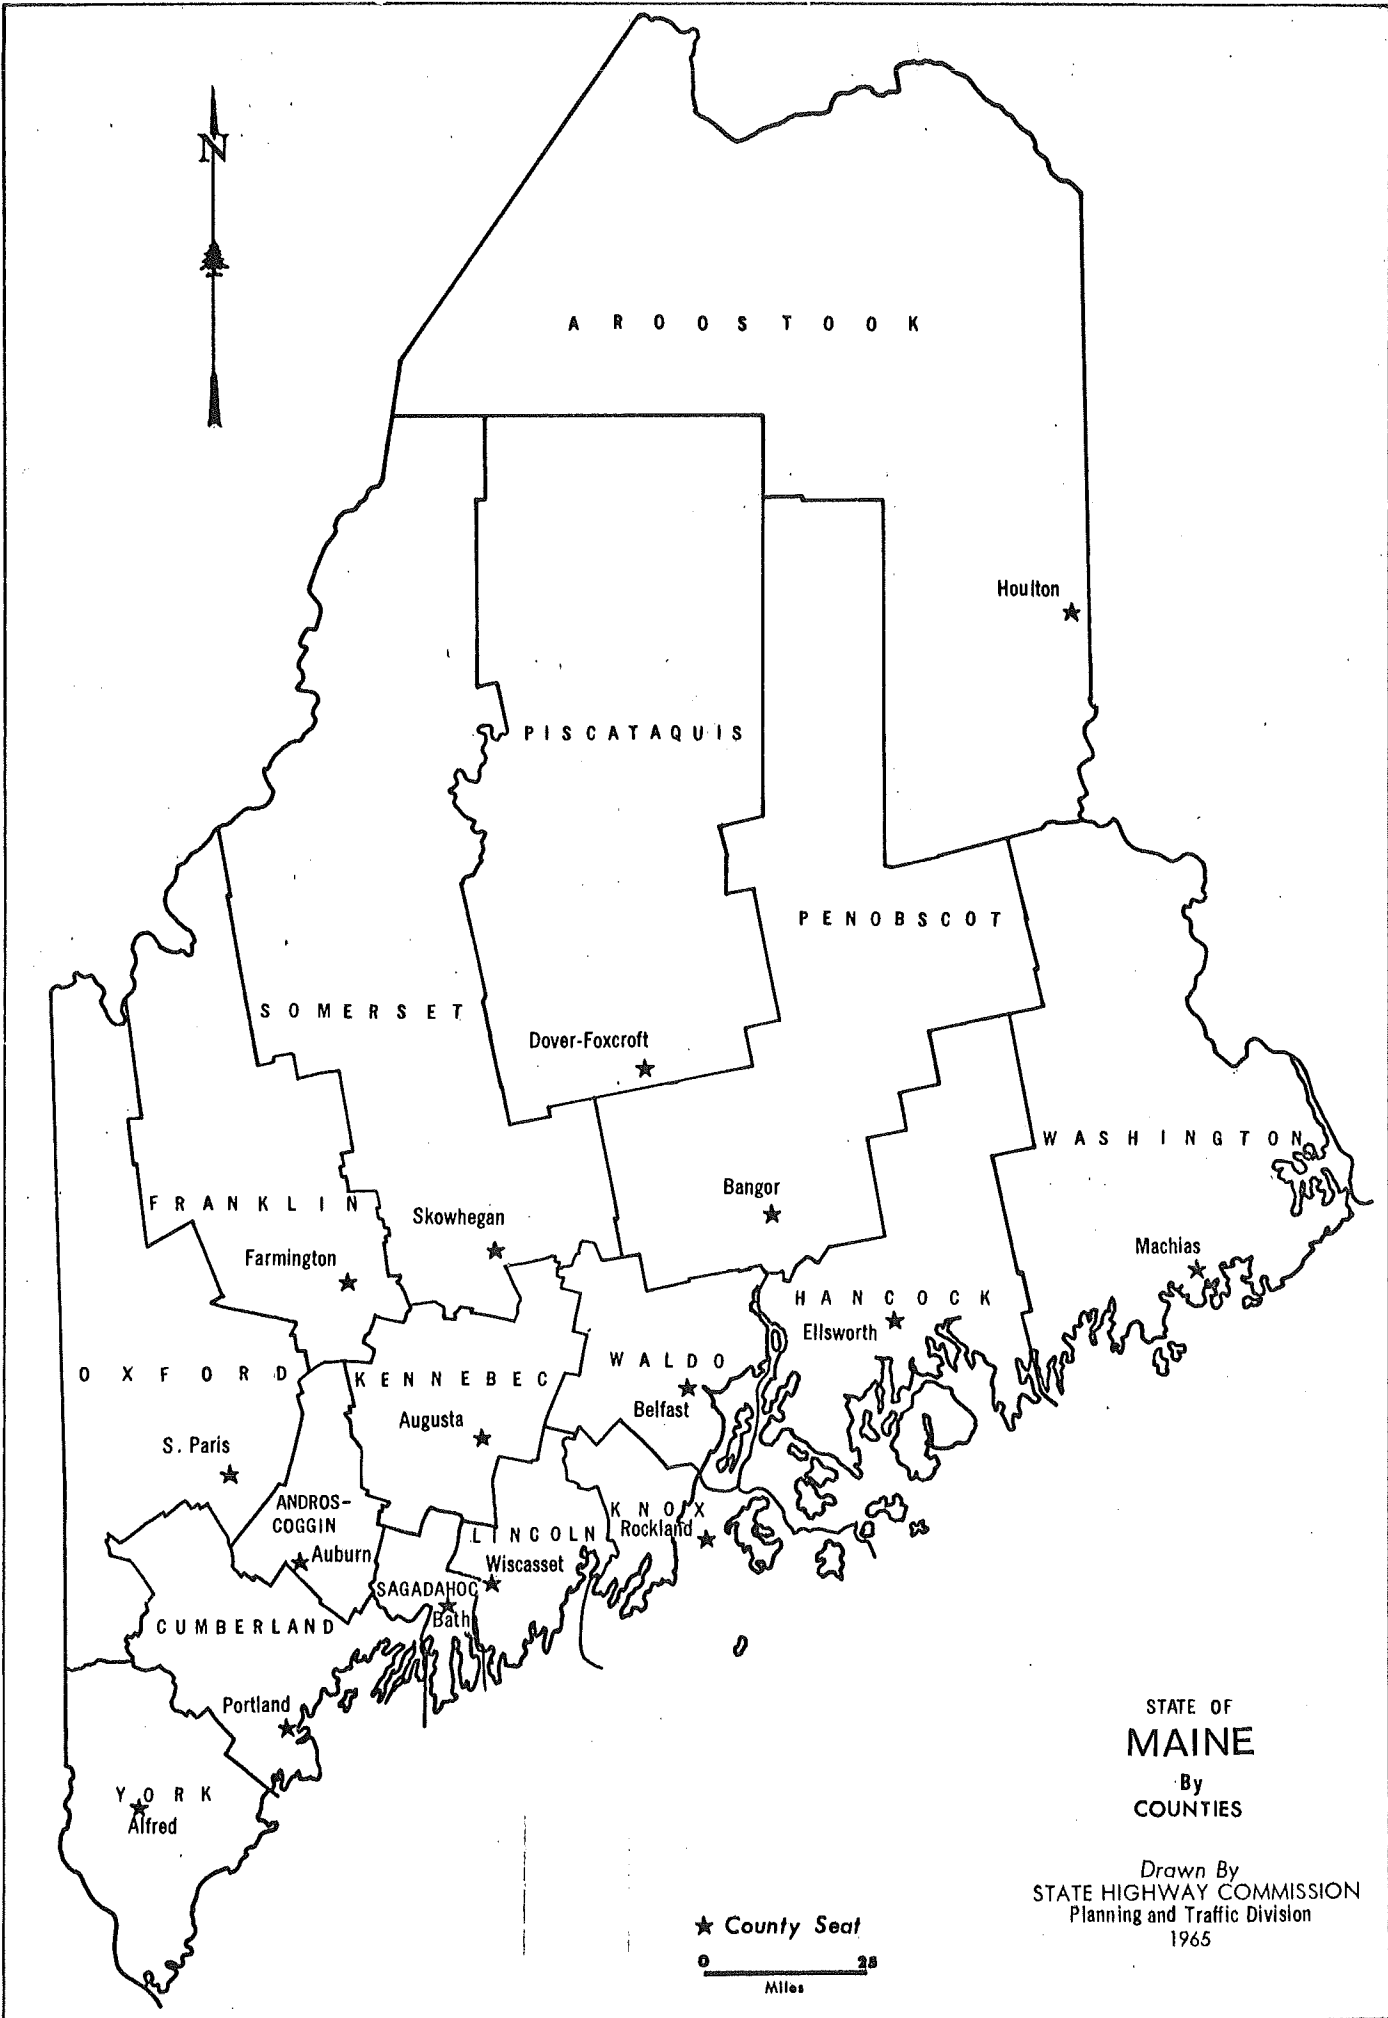 N
AROOSTOOK
Houlton
PISCATAQUIS
PENOBSCOT
SOMERSET
Dover-Foxcroft
WASHINGTON
Bangor
FRANKLIN
Skowhegan
Farmington
Machias
HANCOCK
Ellsworth
WALDO
Belfast
OXFORD
KENNEBEC
Augusta
S. Paris
ANDROS-
COGGIN
Auburn
KNOX
Rockland
LINCOLN
Wiscasset
SAGADAHOC
Bath
CUMBERLAND
Portland
YORK
Alfred
STATE OF
MAINE
By
COUNTIES
Drawn By
STATE HIGHWAY COMMISSION
Planning and Traffic Division
1965
★ County Seat
0 25
Miles